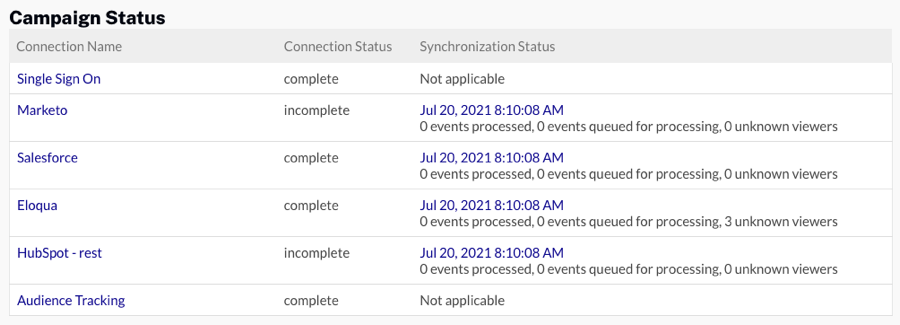 Campaign Status
Connection Name Connection Status Synchronization Status
Single Sign On complete Not applicable
Marketo incomplete Jul 20, 2021 8:10:08 AM
0 events processed, 0 events queued for processing, 0 unknown viewers
Salesforce complete Jul 20, 2021 8:10:08 AM
0 events processed, 0 events queued for processing, 0 unknown viewers
Eloqua complete Jul 20, 2021 8:10:08 AM
0 events processed, 0 events queued for processing, 3 unknown viewers
HubSpot - rest incomplete Jul 20, 2021 8:10:08 AM
0 events processed, 0 events queued for processing, 0 unknown viewers
Audience Tracking complete Not applicable